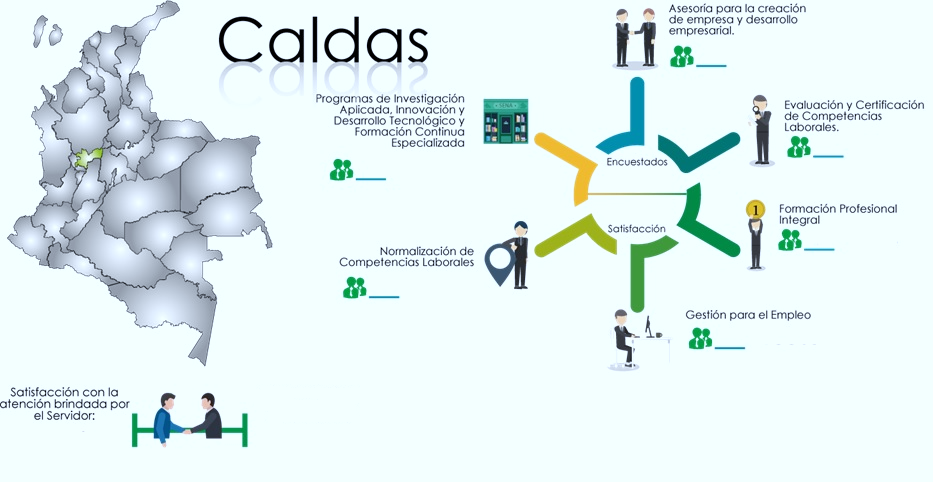 Caldas
Asesoría para la creación
de empresa y desarrollo
empresarial.
Programas de Investigación
Aplicada, Innovación y
Desarrollo Tecnológico y
Formación Continua
Especializada
SENA
Evaluación y Certificación
de Competencias
Laborales.
Encuestados
1
Formación Profesional
Integral
Satisfacción
Normalización de
Competencias Laborales
Gestión para el Empleo
Satisfacción con la
atención brindada por
el Servidor: